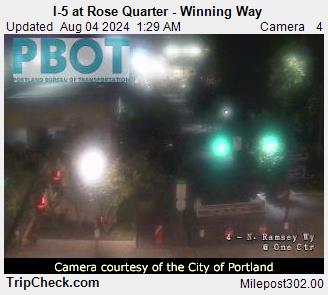 I-5 at Rose Quarter - Winning Way
Updated Aug 04 2024 1:29 AM Camera 4
PBOT
PORTLAND BUREAU OF TRANSPORTATION
4 - N. Ramsey Wy
@ One Ctr
Camera courtesy of the City of Portland
TripCheck.com Milepost302.00